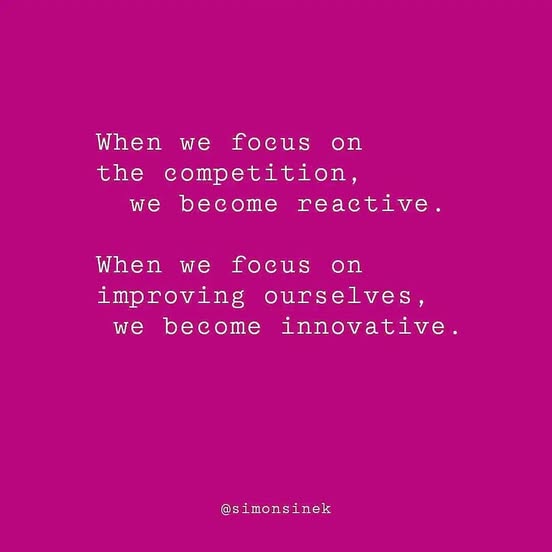 When we focus on
the competition,
we become reactive.
When we focus on
improving ourselves,
we become innovative.
@simonsinek